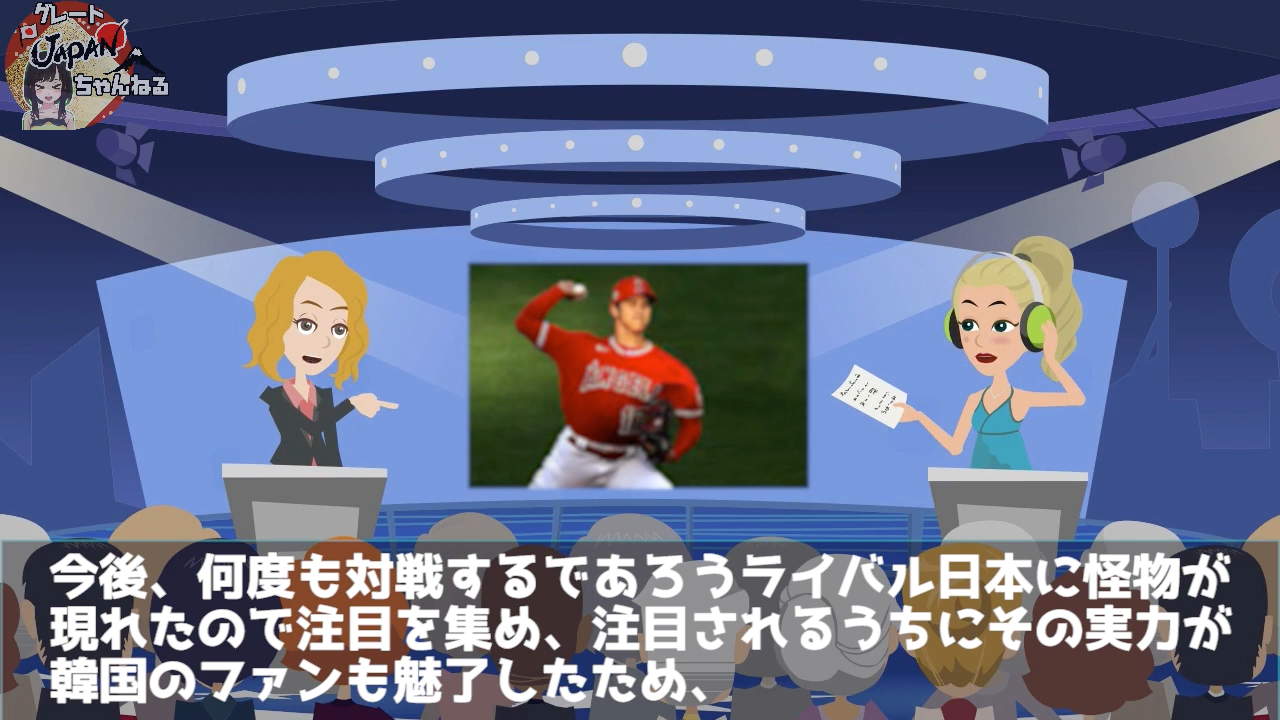 グレート
JAPAN
ちゃんねる
ANGELS
今後、何度も対戦するであろうライバル日本に怪物が
現れたので注目を集め、注目されるうちにその実力が
韓国のファンも魅了したため、